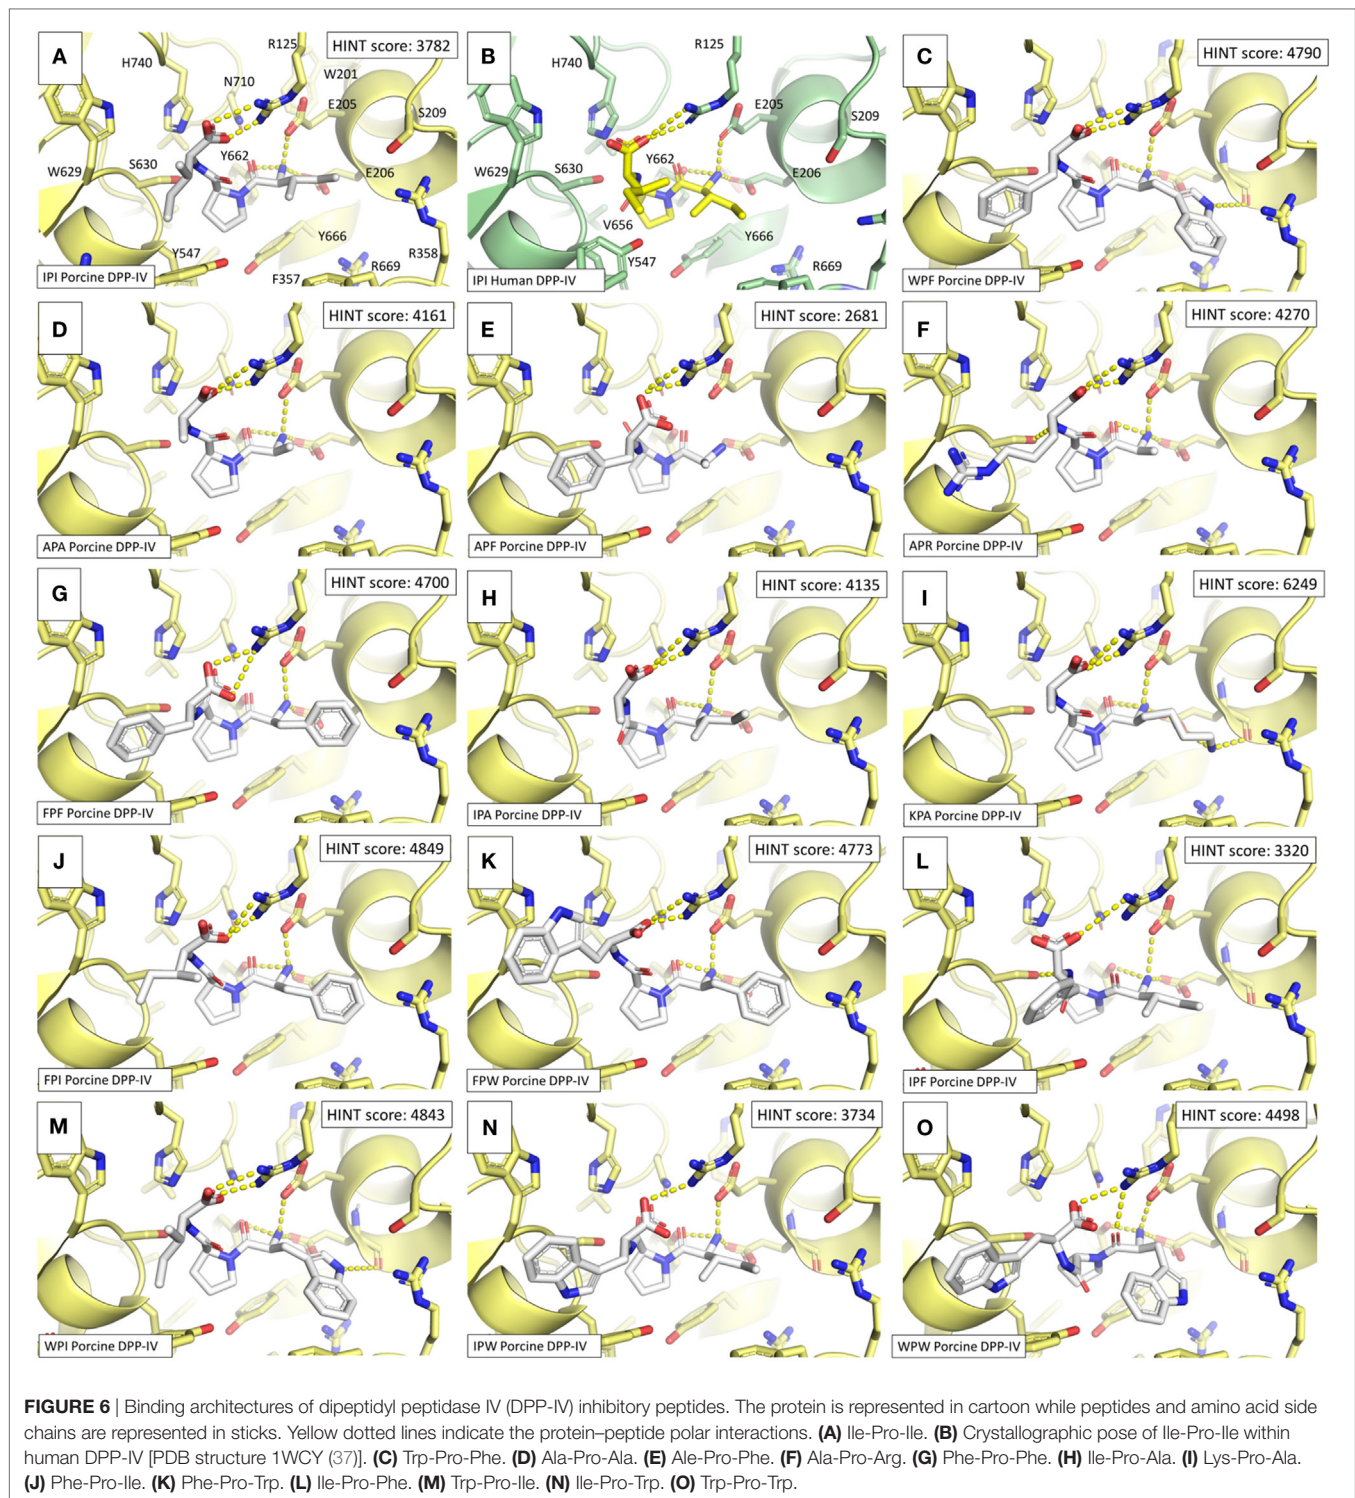 A
HINT score: 3782
R125
H740
N710
W201
E205
S209
Y662
S630
W629
E206
Y547
Y666
R358
F357
R669
IPI Porcine DPP-IV
B
R125
H740
E205
S209
Y662
W629
S630
E206
V656
Y666
Y547
R669
IPI Human DPP-IV
C
HINT score: 4790
WPF Porcine DPP-IV
D
HINT score: 4161
APA Porcine DPP-IV
E
HINT score: 2681
APF Porcine DPP-IV
F
HINT score: 4270
APR Porcine DPP-IV
G
HINT score: 4700
FPF Porcine DPP-IV
H
HINT score: 4135
IPA Porcine DPP-IV
I
HINT score: 6249
KPA Porcine DPP-IV
J
HINT score: 4849
FPI Porcine DPP-IV
K
HINT score: 4773
FPW Porcine DPP-IV
L
HINT score: 3320
IPF Porcine DPP-IV
M
HINT score: 4843
WPI Porcine DPP-IV
N
HINT score: 3734
IPW Porcine DPP-IV
O
HINT score: 4498
WPW Porcine DPP-IV
FIGURE 6 | Binding architectures of dipeptidyl peptidase IV (DPP-IV) inhibitory peptides. The protein is represented in cartoon while peptides and amino acid side
chains are represented in sticks. Yellow dotted lines indicate the protein–peptide polar interactions. (A) Ile-Pro-Ile. (B) Crystallographic pose of Ile-Pro-Ile within
human DPP-IV [PDB structure 1WCY (37)]. (C) Trp-Pro-Phe. (D) Ala-Pro-Ala. (E) Ale-Pro-Phe. (F) Ala-Pro-Arg. (G) Phe-Pro-Phe. (H) Ile-Pro-Ala. (I) Lys-Pro-Ala.
(J) Phe-Pro-Ile. (K) Phe-Pro-Trp. (L) Ile-Pro-Phe. (M) Trp-Pro-Ile. (N) Ile-Pro-Trp. (O) Trp-Pro-Trp.